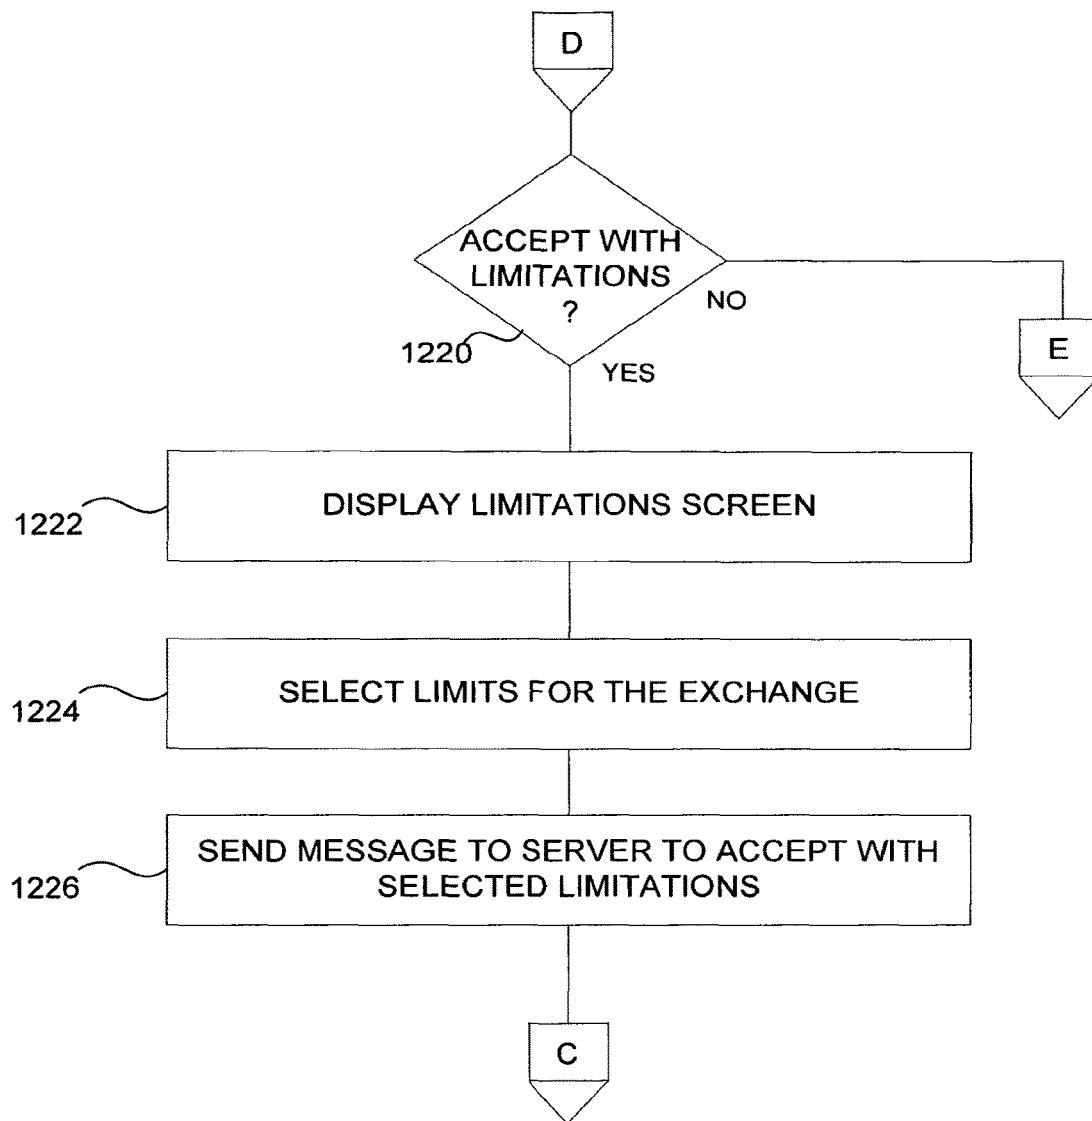 D
ACCEPT WITH
LIMITATIONS
?
NO
1220
YES
E
1222
DISPLAY LIMITATIONS SCREEN
1224
SELECT LIMITS FOR THE EXCHANGE
1226
SEND MESSAGE TO SERVER TO ACCEPT WITH
SELECTED LIMITATIONS
C